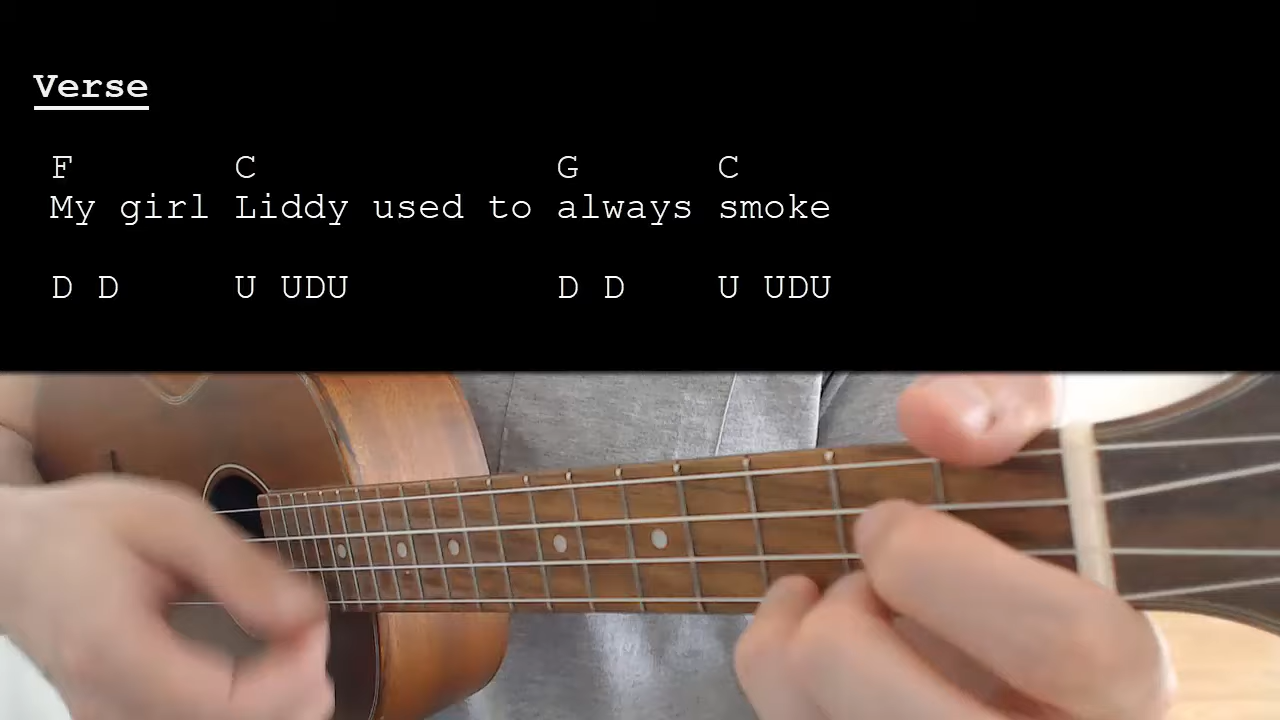 Verse
F C G C
My girl Liddy used to always smoke
D D U UDU D D U UDU